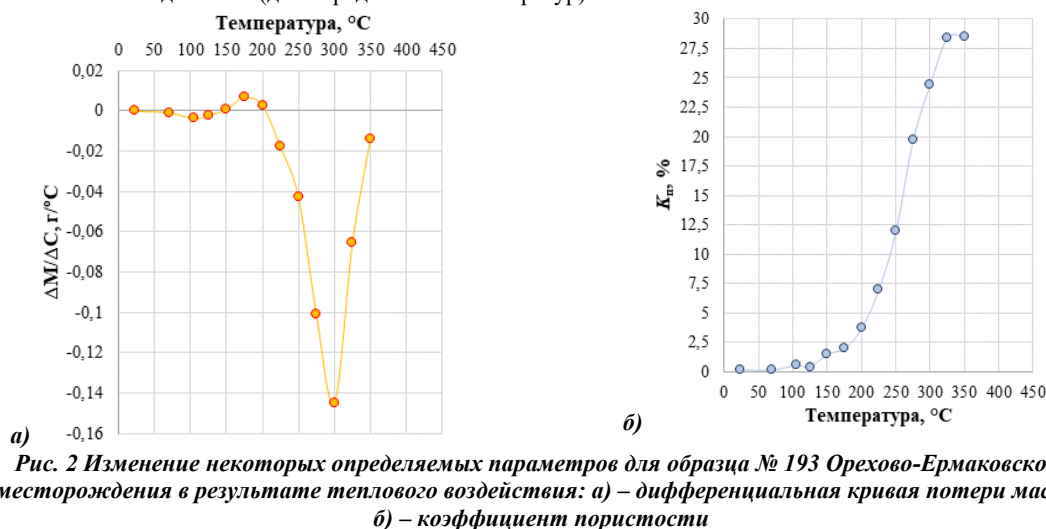 Температура, °C
0 50 100 150 200 250 300 350 400 450
0,02
0
-0,02
-0,04
-0,06
-0,08
-0,1
-0,12
-0,14
-0,16
ΔM/ΔC, г/°C
а)
30
27,5
25
22,5
20
17,5
15
12,5
10
7,5
5
2,5
0
Kп, %
0 50 100 150 200 250 300 350 400 450
Температура, °C
б)
Рис. 2 Изменение некоторых определяемых параметров для образца № 193 Орехово-Ермаковско
месторождения в результате теплового воздействия: а) – дифференциальная кривая потери мас
б) – коэффициент пористости